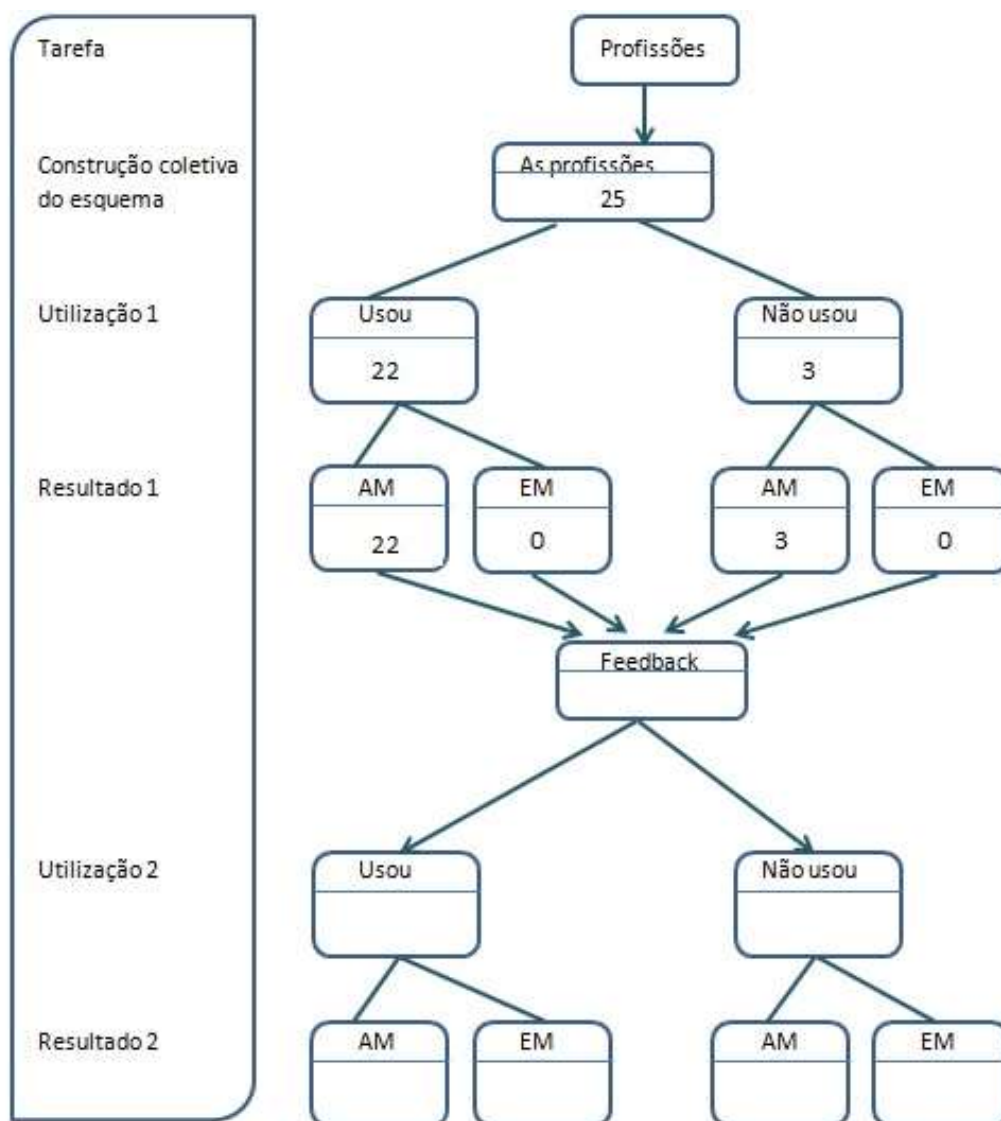 Tarefa
Profissões
Construção coletiva
do esquema
As profissões
25
Utilização 1
Usou
Não usou
22
3
Resultado 1
AM
EM
AM
EM
22
0
3
0
Feedback
Utilização 2
Usou
Não usou
Resultado 2
AM
EM
AM
EM